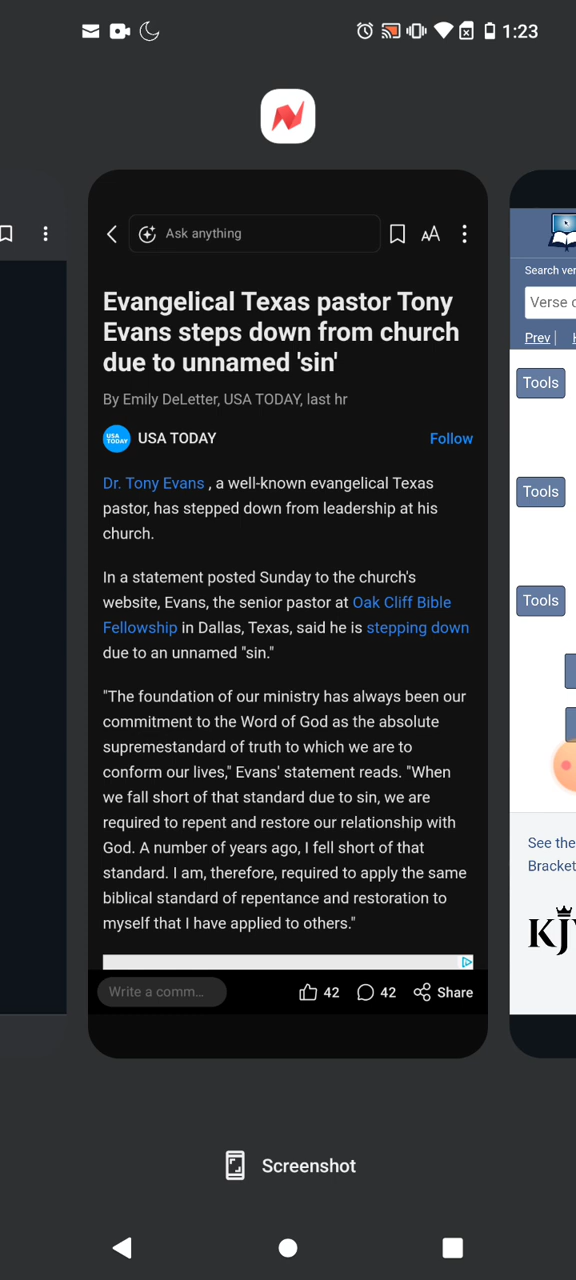 1:23
Ask anything
Evangelical Texas pastor Tony
Evans steps down from church
due to unnamed 'sin'
By Emily DeLetter, USA TODAY, last hr
USA TODAY
USA TODAY
Follow
Dr. Tony Evans , a well-known evangelical Texas
pastor, has stepped down from leadership at his
church.
In a statement posted Sunday to the church's
website, Evans, the senior pastor at Oak Cliff Bible
Fellowship in Dallas, Texas, said he is stepping down
due to an unnamed "sin."
"The foundation of our ministry has always been our
commitment to the Word of God as the absolute
supremestandard of truth to which we are to
conform our lives," Evans' statement reads. "When
we fall short of that standard due to sin, we are
required to repent and restore our relationship with
God. A number of years ago, I fell short of that
standard. I am, therefore, required to apply the same
biblical standard of repentance and restoration to
myself that I have applied to others."
Write a comm...
42
42
Share
Search ver
Verse o
Prev
Tools
Tools
Tools
See the
Bracket
KJV
Screenshot